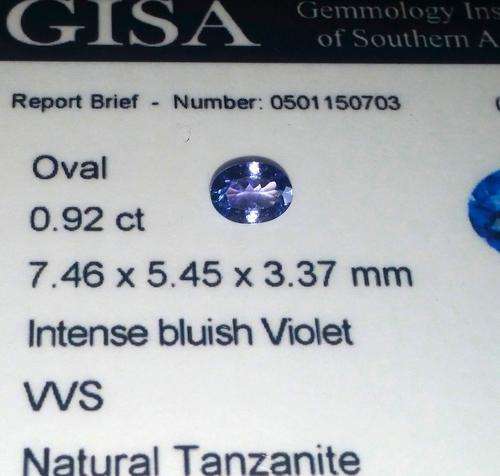 GISA
Gemmology
of Southern
Report Brief - Number: 0501150703
Oval
0.92 ct
7.46 x 5.45 x 3.37 mm
Intense bluish Violet
VVS
Natural Tanzanite